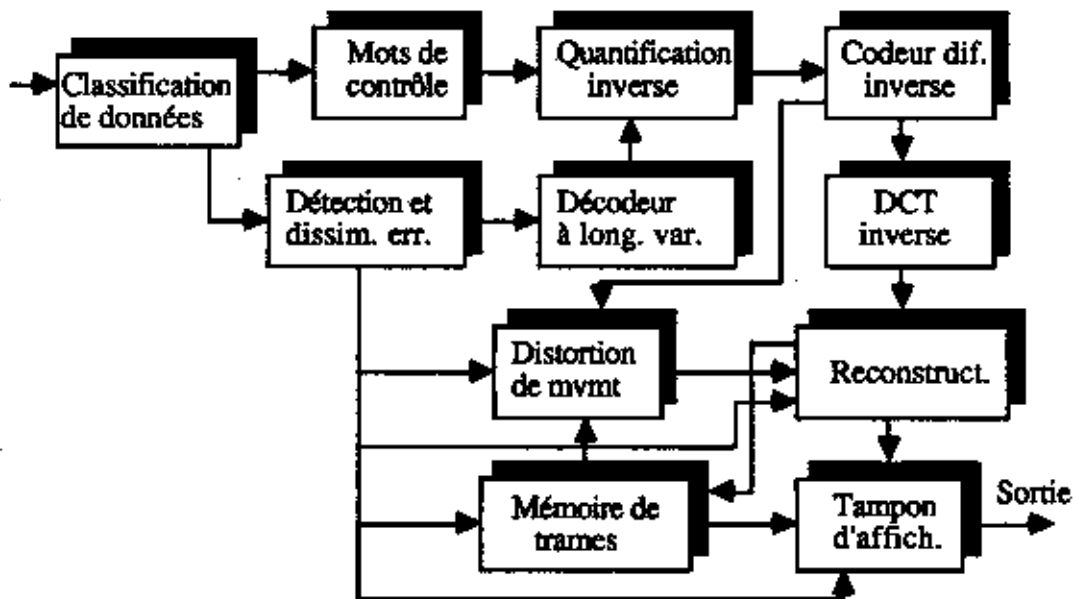 Classification
de données
Mots de
contrôle
Quantification
inverse
Codeur dif.
inverse
Détection et
dissim. err.
Décodeur
à long. var.
DCT
inverse
Distortion
de mvmt
Reconstruct.
Mémoire de
trames
Tampon
d'affich.
Sortie